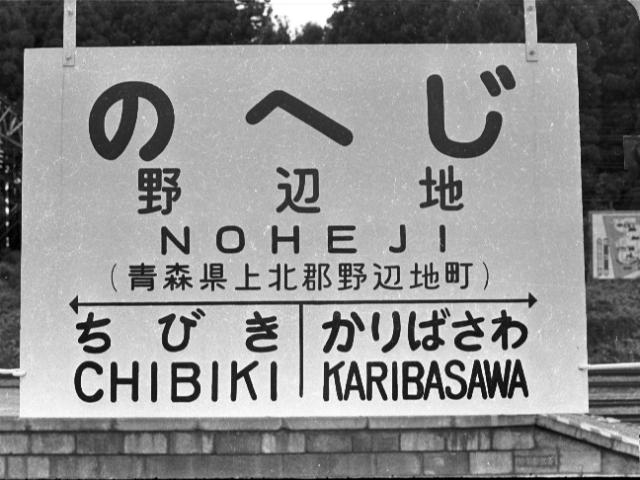 のへじ
野辺地
NOHEJI
(青森県上北郡野辺地町)
ちびき かりばさわ
CHIBIKI KARIBASAWA